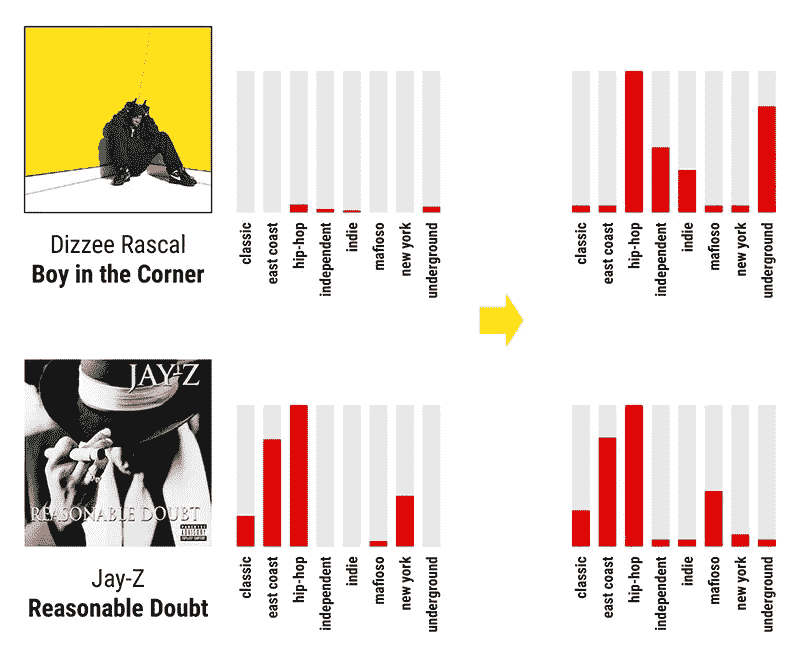 classic
east coast
hip-hop
independent
indie
mafioso
new york
underground
classic
east coast
hip-hop
independent
indie
mafioso
new york
underground
Dizzee Rascal
Boy in the Corner
JAY-Z
REASONABLE DOUBT
PARENTAL
ADVISORY
EXPLICIT CONTENT
classic
east coast
hip-hop
independent
indie
mafioso
new york
underground
classic
east coast
hip-hop
independent
indie
mafioso
new york
underground
Jay-Z
Reasonable Doubt